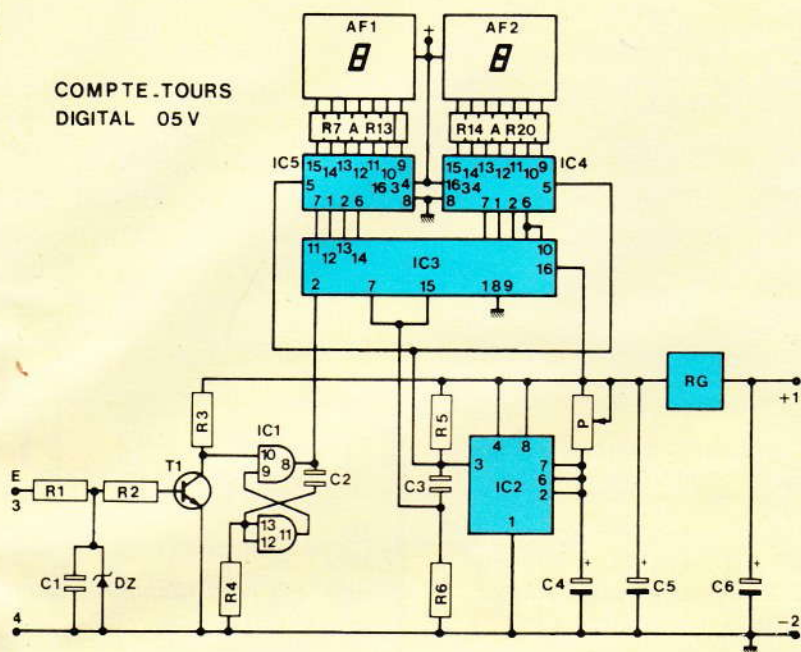 AF1 + AF2
COMPTE-TOURS
DIGITAL 05 V
R7 A R13 R14 A R20
IC5 15 14 13 12 11 10 9 15 14 13 12 11 10 9 IC4
5 16 3 4 16 3 4 5
7 1 2 6 8 8 7 1 2 6
11 12 13 14 IC3 10
16
2 7 15 1 8 9
R3 IC1 R5 RG +1
10 8 4 8 P
T1 9 C2 3 7
E R1 R2 C3 IC2 6
3 13 11 2
12 1
C1 DZ R4 R6 C4 + C5 + C6 +
4 -2